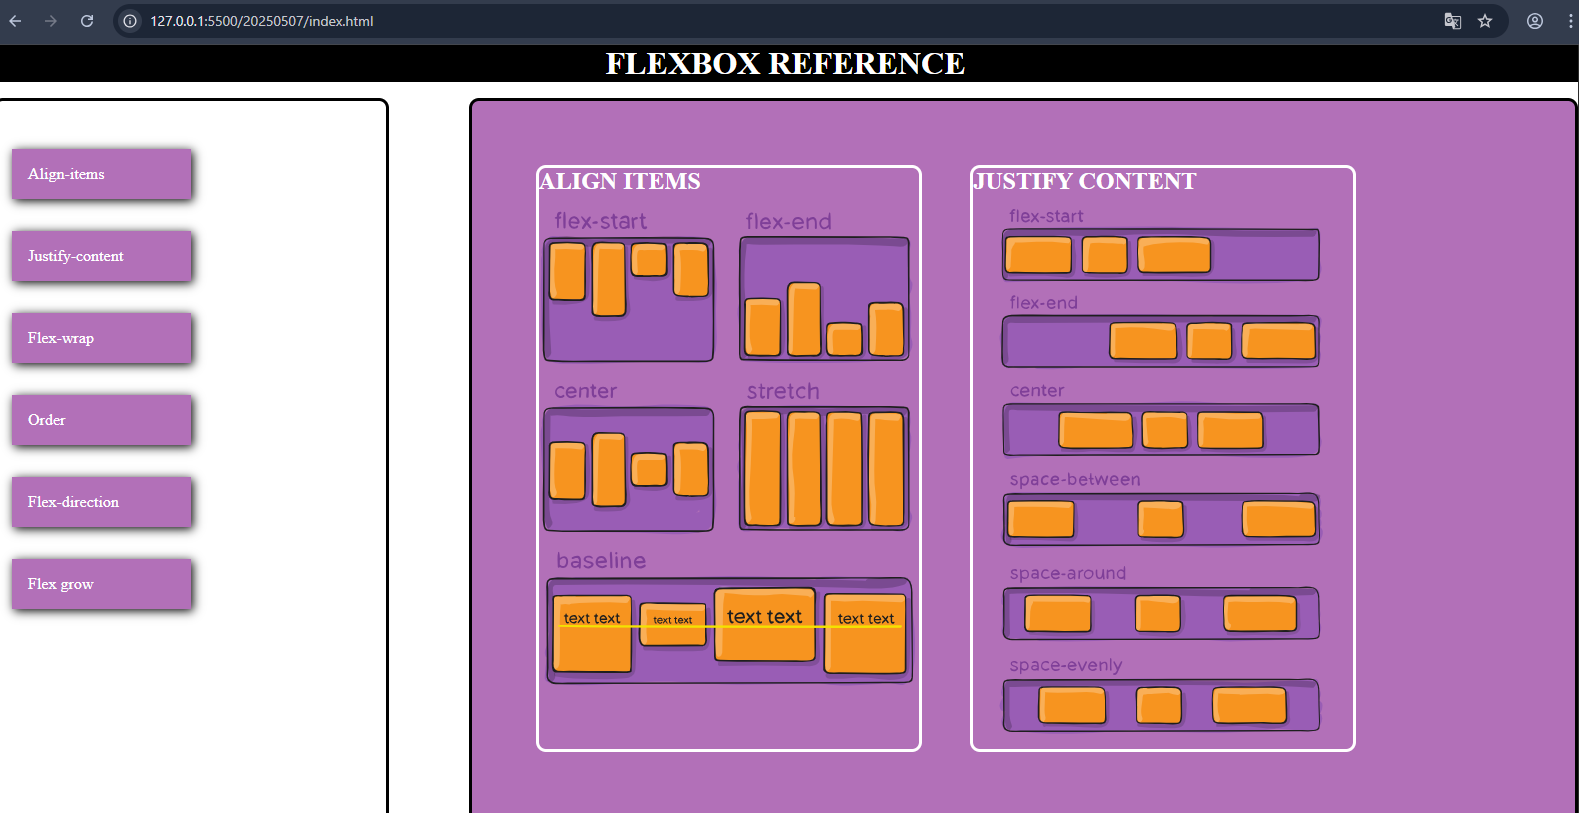 127.0.0.1:5500/20250507/index.html
FLEXBOX REFERENCE
Align-items
Justify-content
Flex-wrap
Order
Flex-direction
Flex grow
ALIGN ITEMS
flex-start flex-end
center stretch
baseline
text text text text text text text text
JUSTIFY CONTENT
flex-start
flex-end
center
space-between
space-around
space-evenly